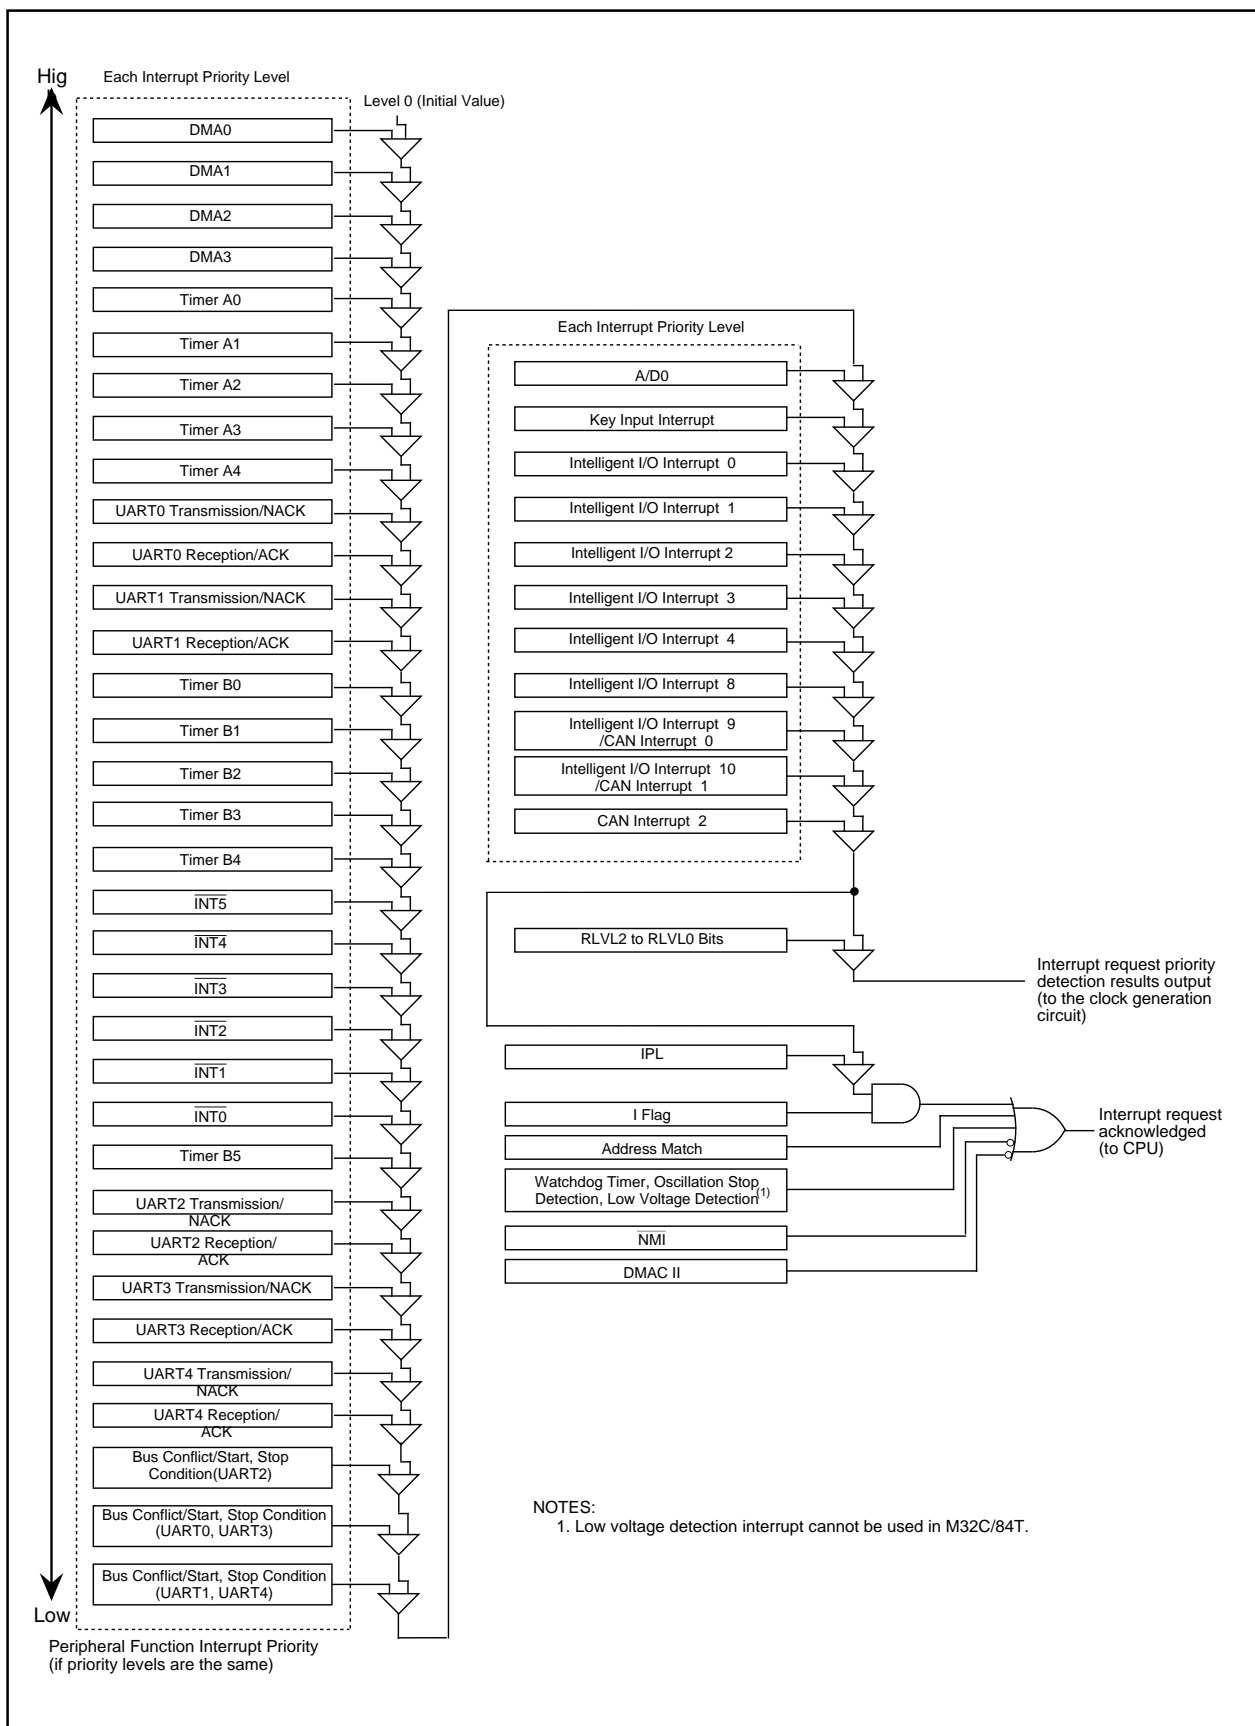 Hig
Each Interrupt Priority Level
Level 0 (Initial Value)
DMA0
DMA1
DMA2
DMA3
Timer A0
Timer A1
Timer A2
Timer A3
Timer A4
UART0 Transmission/NACK
UART0 Reception/ACK
UART1 Transmission/NACK
UART1 Reception/ACK
Timer B0
Timer B1
Timer B2
Timer B3
Timer B4
INT5
INT4
INT3
INT2
INT1
INT0
Timer B5
UART2 Transmission/
NACK
UART2 Reception/
ACK
UART3 Transmission/NACK
UART3 Reception/ACK
UART4 Transmission/
NACK
UART4 Reception/
ACK
Bus Conflict/Start, Stop
Condition(UART2)
Bus Conflict/Start, Stop Condition
(UART0, UART3)
Bus Conflict/Start, Stop Condition
(UART1, UART4)
Low
Peripheral Function Interrupt Priority
(if priority levels are the same)
Each Interrupt Priority Level
A/D0
Key Input Interrupt
Intelligent I/O Interrupt 0
Intelligent I/O Interrupt 1
Intelligent I/O Interrupt 2
Intelligent I/O Interrupt 3
Intelligent I/O Interrupt 4
Intelligent I/O Interrupt 8
Intelligent I/O Interrupt 9
/CAN Interrupt 0
Intelligent I/O Interrupt 10
/CAN Interrupt 1
CAN Interrupt 2
RLVL2 to RLVL0 Bits
Interrupt request priority
detection results output
(to the clock generation
circuit)
IPL
I Flag
Address Match
Watchdog Timer, Oscillation Stop
Detection, Low Voltage Detection(1)
NMI
DMAC II
Interrupt request
acknowledged
(to CPU)
NOTES:
1. Low voltage detection interrupt cannot be used in M32C/84T.